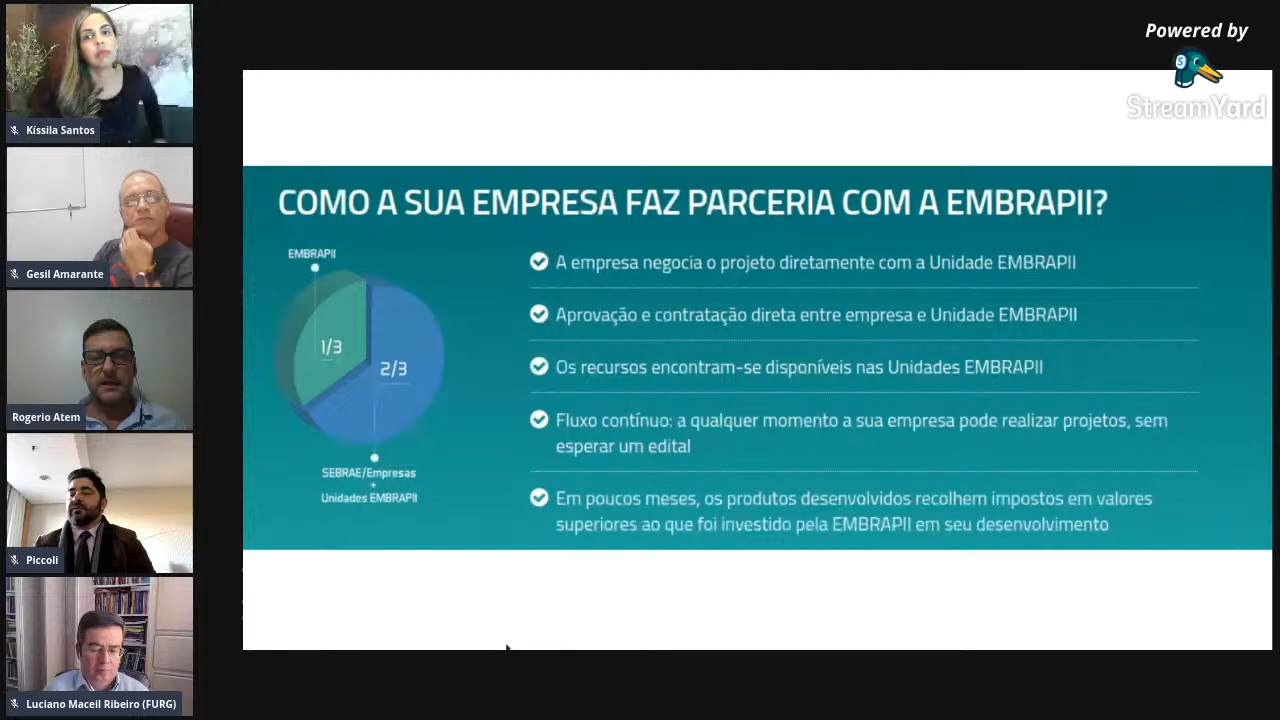 Powered by
StreamYard
Kíssila Santos
Gesil Amarante
Rogerio Atem
Piccoli
Luciano Maceil Ribeiro (FURG)
COMO A SUA EMPRESA FAZ PARCERIA COM A EMBRAPII?
EMBRAPII
1/3
2/3
SEBRAE/Empresas
+
Unidades EMBRAPII
A empresa negocia o projeto diretamente com a Unidade EMBRAPII
Aprovação e contratação direta entre empresa e Unidade EMBRAPII
Os recursos encontram-se disponíveis nas Unidades EMBRAPII
Fluxo contínuo: a qualquer momento a sua empresa pode realizar projetos, sem
esperar um edital
Em poucos meses, os produtos desenvolvidos recolhem impostos em valores
superiores ao que foi investido pela EMBRAPII em seu desenvolvimento